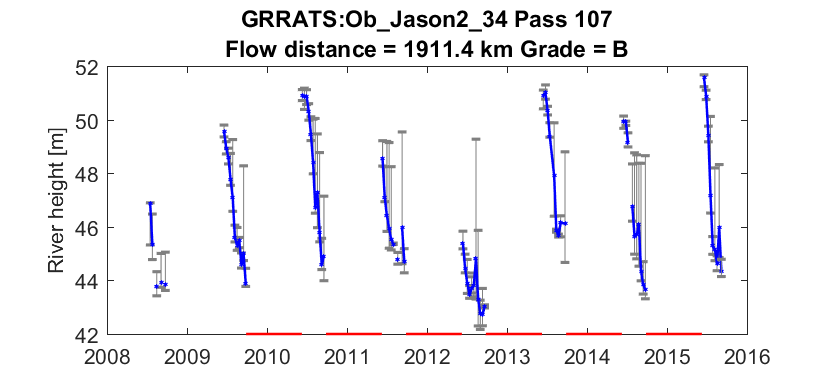 GRRATS:Ob_Jason2_34 Pass 107
Flow distance = 1911.4 km Grade = B
River height [m]
52
50
48
46
44
42
2008 2009 2010 2011 2012 2013 2014 2015 2016